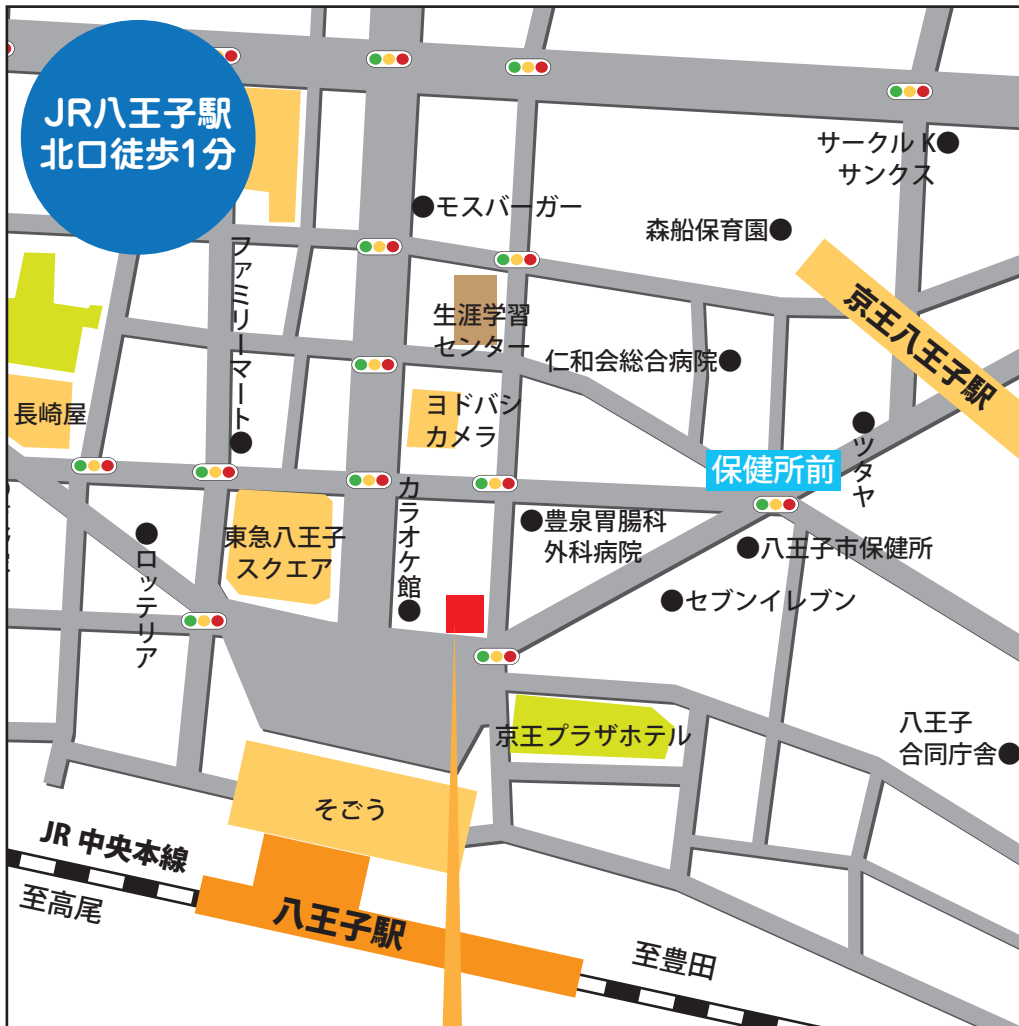 JR八王子駅
北口徒歩1分
サークルK
サンクス
モスバーガー
森船保育園
ファミリーマート
京王八王子駅
生涯学習
センター
仁和会総合病院
長崎屋
ヨドバシ
カメラ
ツタヤ
保健所前
カラオケ館
豊泉胃腸科
外科病院
東急八王子
スクエア
ロッテリア
八王子市保健所
セブンイレブン
京王プラザホテル
八王子
合同庁舎
そごう
JR 中央本線
至高尾
八王子駅
至豊田